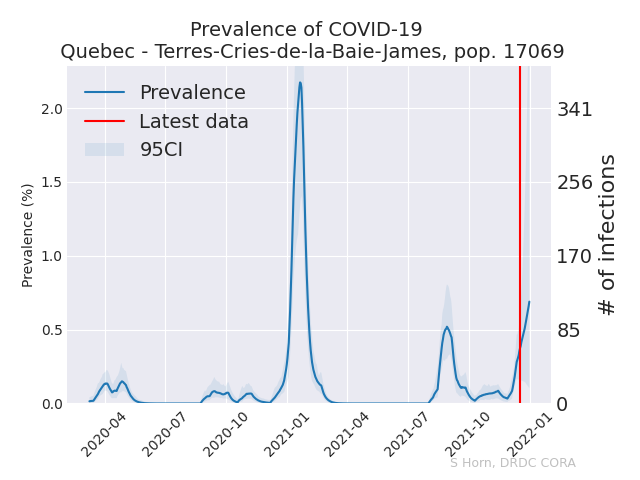 Prevalence of COVID-19
Quebec - Terres-Cries-de-la-Baie-James, pop. 17069
Prevalence
Latest data
95CI
Prevalence (%)
2.0
1.5
1.0
0.5
0.0
341
256
170
85
0
# of infections
2020-04
2020-07
2020-10
2021-01
2021-04
2021-07
2021-10
2022-01
S Horn, DRDC CORA